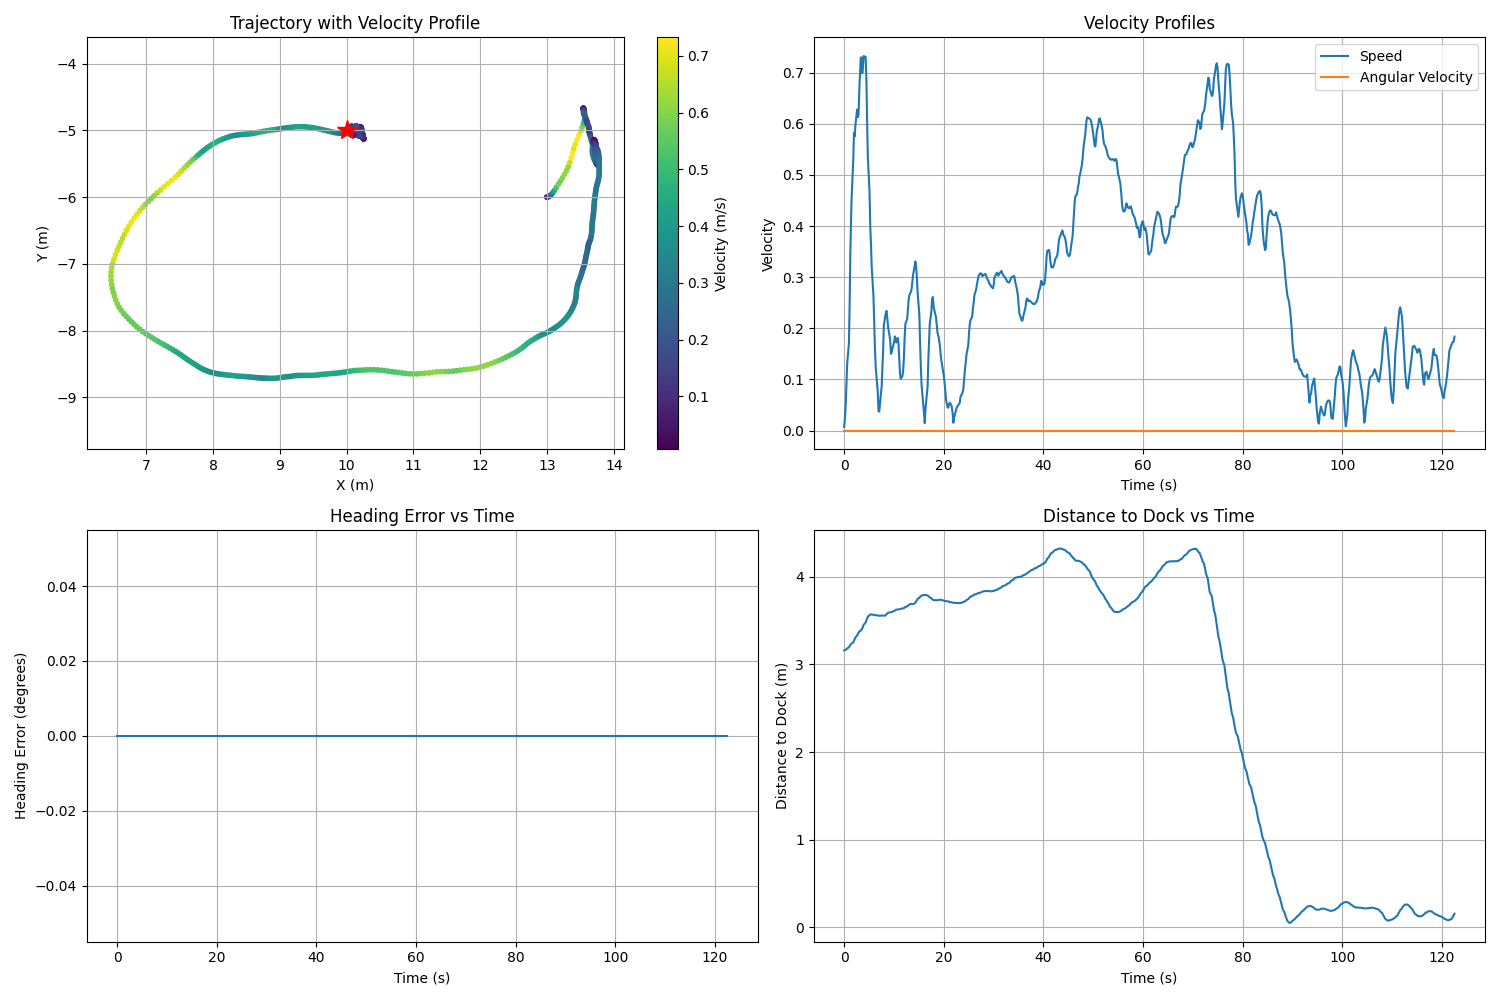 Trajectory with Velocity Profile
Y (m)
−4
−5
−6
−7
−8
−9
7 8 9 10 11 12 13 14
X (m)
0.7
0.6
0.5
0.4
0.3
0.2
0.1
Velocity (m/s)
Velocity Profiles
Speed
Angular Velocity
Velocity
0.7
0.6
0.5
0.4
0.3
0.2
0.1
0.0
0 20 40 60 80 100 120
Time (s)
Heading Error vs Time
Heading Error (degrees)
0.04
0.02
0.00
−0.02
−0.04
0 20 40 60 80 100 120
Time (s)
Distance to Dock vs Time
Distance to Dock (m)
4
3
2
1
0
0 20 40 60 80 100 120
Time (s)